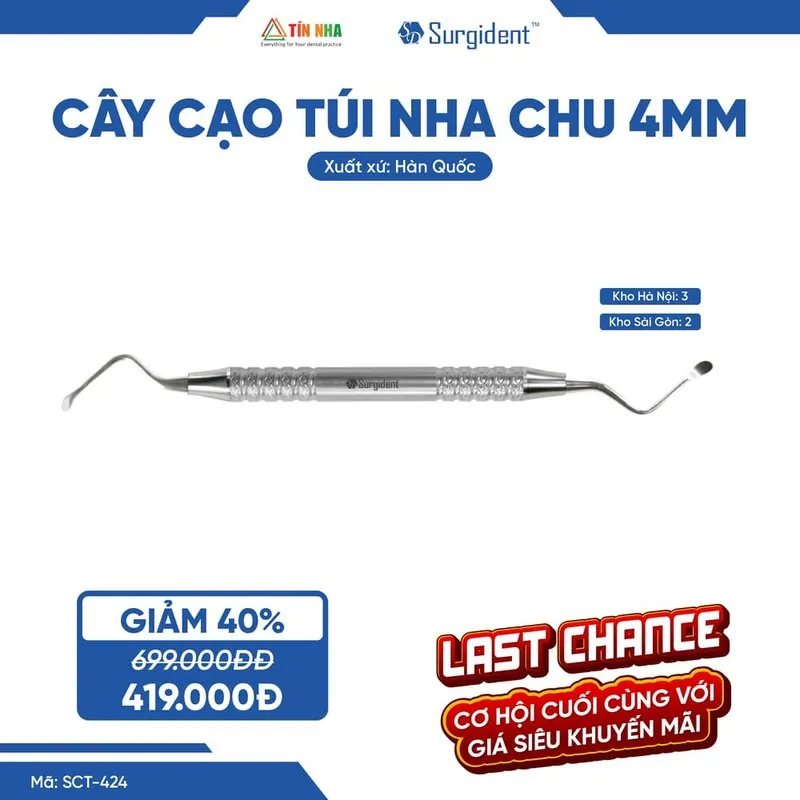 TÍN NHA
Everything for Your dental practice
Surgident™
CÂY CẠO TÚI NHA CHU 4MM
Xuất xứ: Hàn Quốc
Kho Hà Nội: 3
Kho Sài Gòn: 2
Surgident
GIẢM 40%
699.000ĐĐ
419.000Đ
LAST CHANCE
CƠ HỘI CUỐI CÙNG VỚI
GIÁ SIÊU KHUYẾN MÃI
Mã: SCT-424